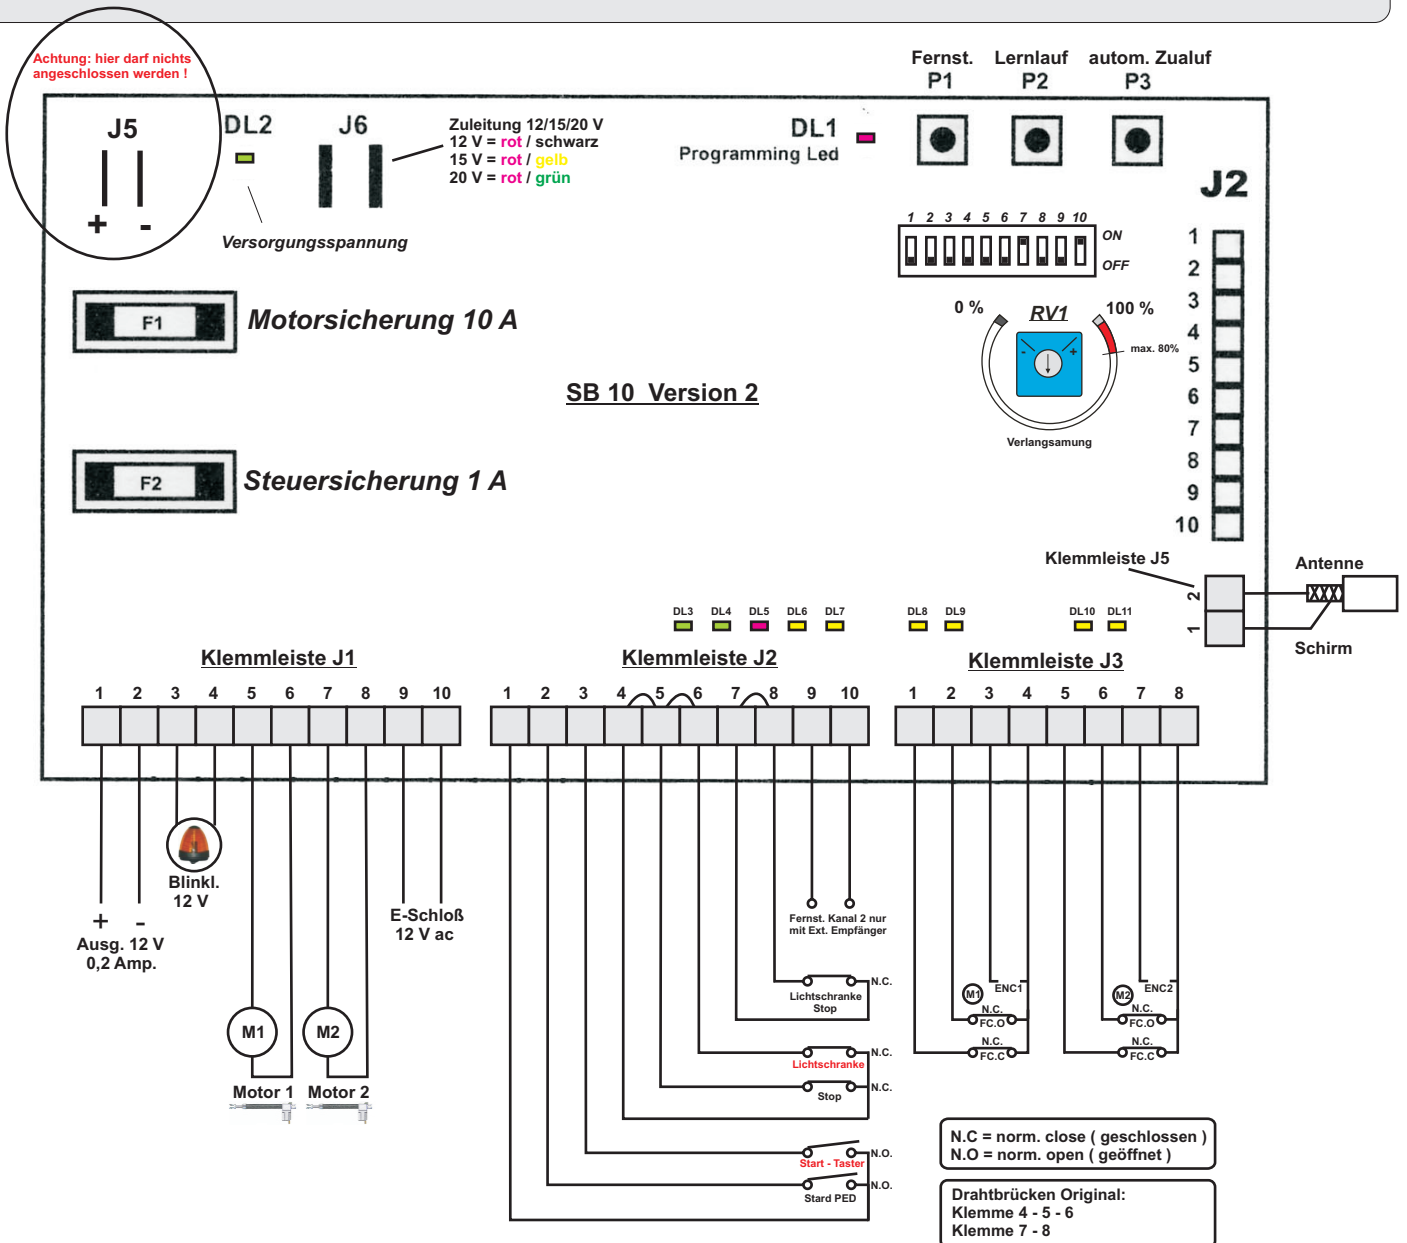 Achtung: hier darf nichts
angeschlossen werden !
Fernst.
P1
Lernlauf
P2
autom. Zualuf
P3
J5
+ -
DL2
J6
Zuleitung 12/15/20 V
12 V = rot / schwarz
15 V = rot / gelb
20 V = rot / grün
Versorgungsspannung
DL1
Programming Led
J2
1 2 3 4 5 6 7 8 9 10
ON
OFF
1
2
3
4
5
6
7
8
9
10
0 %
RV1
100 %
- +
max. 80%
Verlangsamung
F1
Motorsicherung 10 A
SB 10 Version 2
F2
Steuersicherung 1 A
Klemmleiste J5
2
1
Antenne
Schirm
DL3 DL4 DL5 DL6 DL7
DL8 DL9
DL10 DL11
Klemmleiste J1
1 2 3 4 5 6 7 8 9 10
Klemmleiste J2
1 2 3 4 5 6 7 8 9 10
Klemmleiste J3
1 2 3 4 5 6 7 8
Blinkl.
12 V
+ -
Ausg. 12 V
0,2 Amp.
E-Schloß
12 V ac
M1
M2
Motor 1
Motor 2
Fernst. Kanal 2 nur
mit Ext. Empfänger
N.C.
Lichtschranke
Stop
N.C.
Lichtschranke
N.C.
Stop
N.O.
Start - Taster
N.O.
Stard PED
ENC1
M1
N.C.
FC.O
N.C.
FC.C
ENC2
M2
N.C.
FC.O
N.C.
FC.C
N.C = norm. close ( geschlossen )
N.O = norm. open ( geöffnet )
Drahtbrücken Original:
Klemme 4 - 5 - 6
Klemme 7 - 8